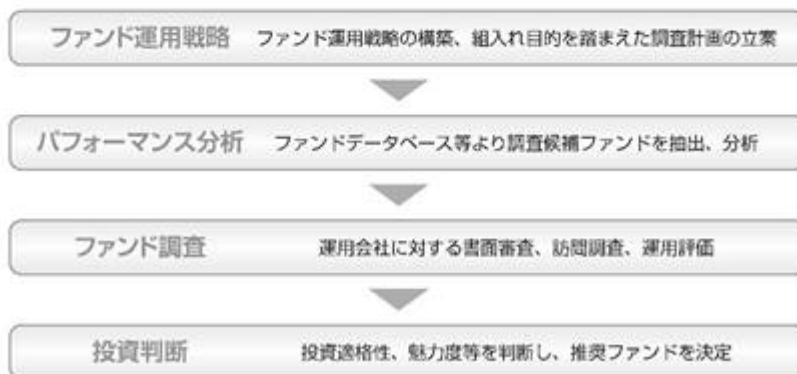 ファンド運用戦略 ファンド運用戦略の構築、組入れ目的を踏まえた調査計画の立案
パフォーマンス分析 ファンドデータベース等より調査候補ファンドを抽出、分析
ファンド調査 運用会社に対する書面審査、訪問調査、運用評価
投資判断 投資適格性、魅力度等を判断し、推奨ファンドを決定